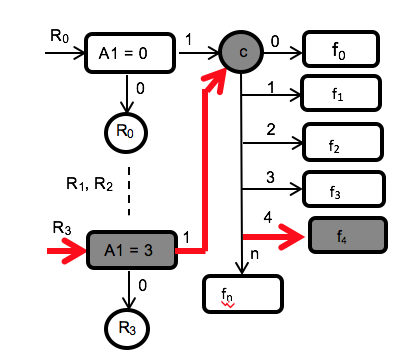 R0 A1 = 0 1 c 0 f0
0 1 f1
R0 2 f2
R1, R2 3 f3
R3 A1 = 3 1 4 f4
0 n fn
R3